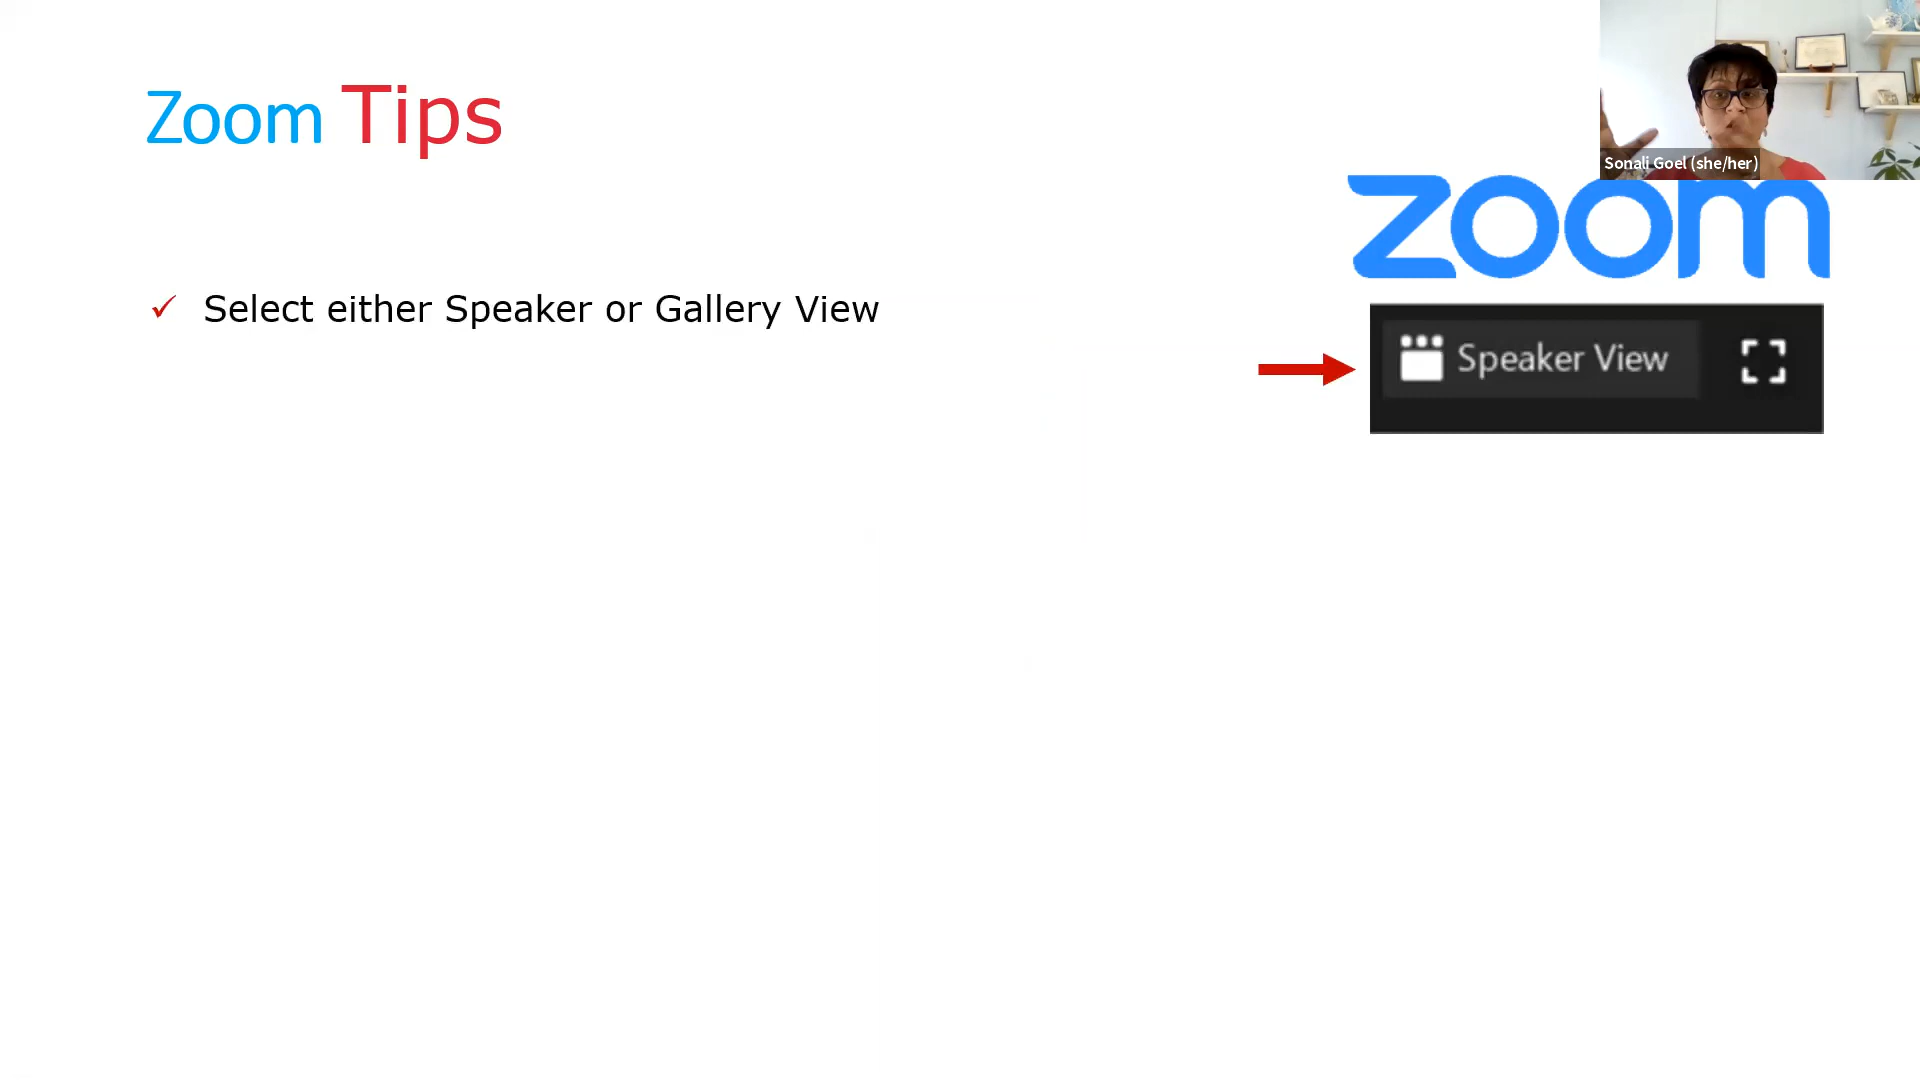 Zoom Tips
Sonali Goel (she/her)
zoom
✓ Select either Speaker or Gallery View
Speaker View